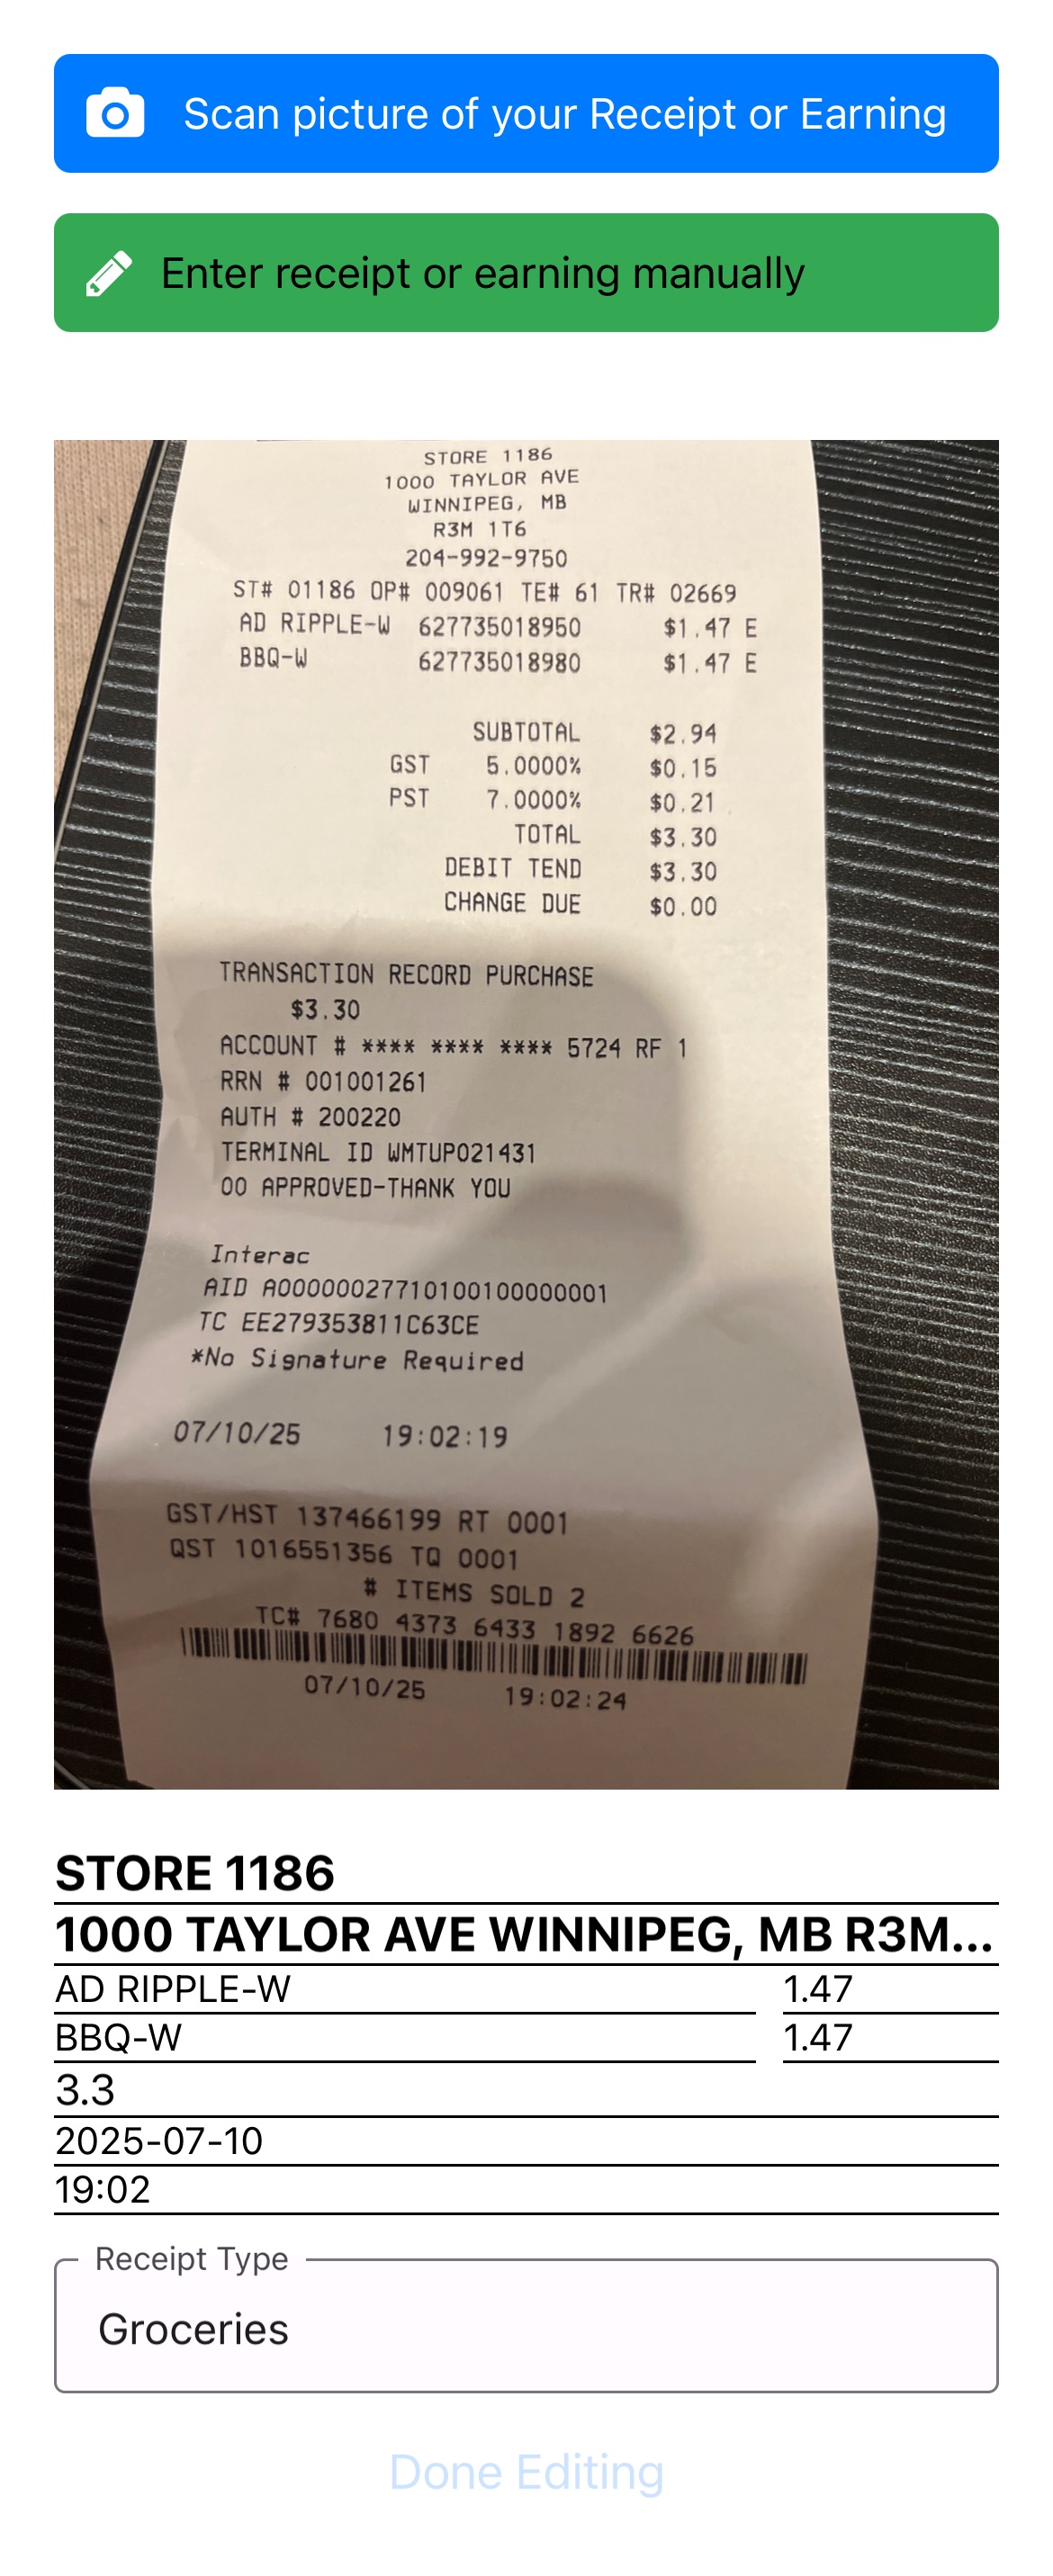 Scan picture of your Receipt or Earning
Enter receipt or earning manually
STORE 1186
1000 TAYLOR AVE
WINNIPEG, MB
R3M 1T6
204-992-9750
ST# 01186 OP# 009061 TE# 61 TR# 02669
AD RIPPLE-W 627735018950 $1.47 E
BBQ-W 627735018980 $1.47 E
SUBTOTAL $2.94
GST 5.0000% $0.15
PST 7.0000% $0.21
TOTAL $3.30
DEBIT TEND $3.30
CHANGE DUE $0.00
TRANSACTION RECORD PURCHASE
$3.30
ACCOUNT # **** **** **** 5724 RF 1
RRN # 001001261
AUTH # 200220
TERMINAL ID WMTUP021431
00 APPROVED-THANK YOU
Interac
AID A00000027710100100000001
TC EE279353811C63CE
*No Signature Required
07/10/25 19:02:19
GST/HST 137466199 RT 0001
QST 1016551356 TQ 0001
# ITEMS SOLD 2
TC# 7680 4373 6433 1892 6626
07/10/25 19:02:24
STORE 1186
1000 TAYLOR AVE WINNIPEG, MB R3M...
AD RIPPLE-W 1.47
BBQ-W 1.47
3.3
2025-07-10
19:02
Receipt Type
Groceries
Done Editing